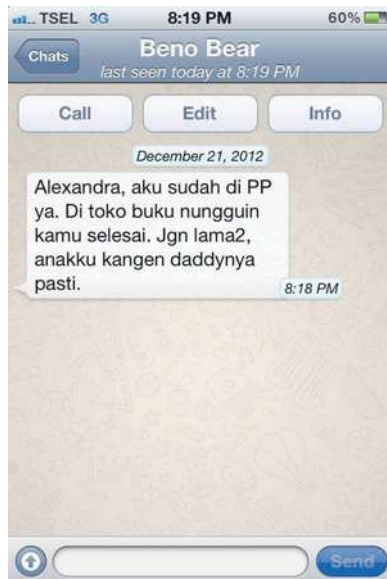 TSEL 3G 8:19 PM 60%
Chats Beno Bear
last seen today at 8:19 PM
Call Edit Info
December 21, 2012
Alexandra, aku sudah di PP
ya. Di toko buku nungguin
kamu selesai. Jgn lama2,
anakku kangen daddynya
pasti.
8:18 PM
Send